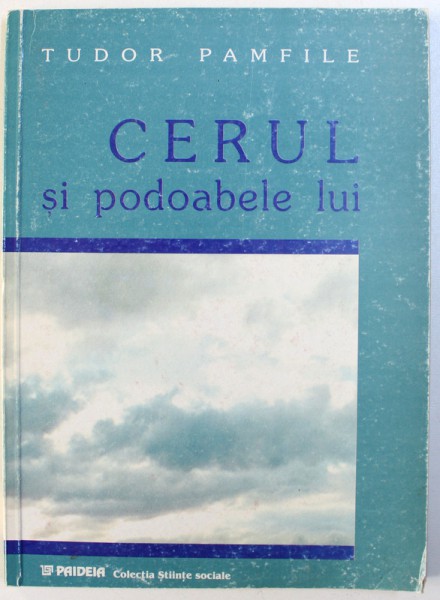 TUDOR PAMFILE
CERUL
și podoabele lui
PAIDEIA Colecția Științe sociale